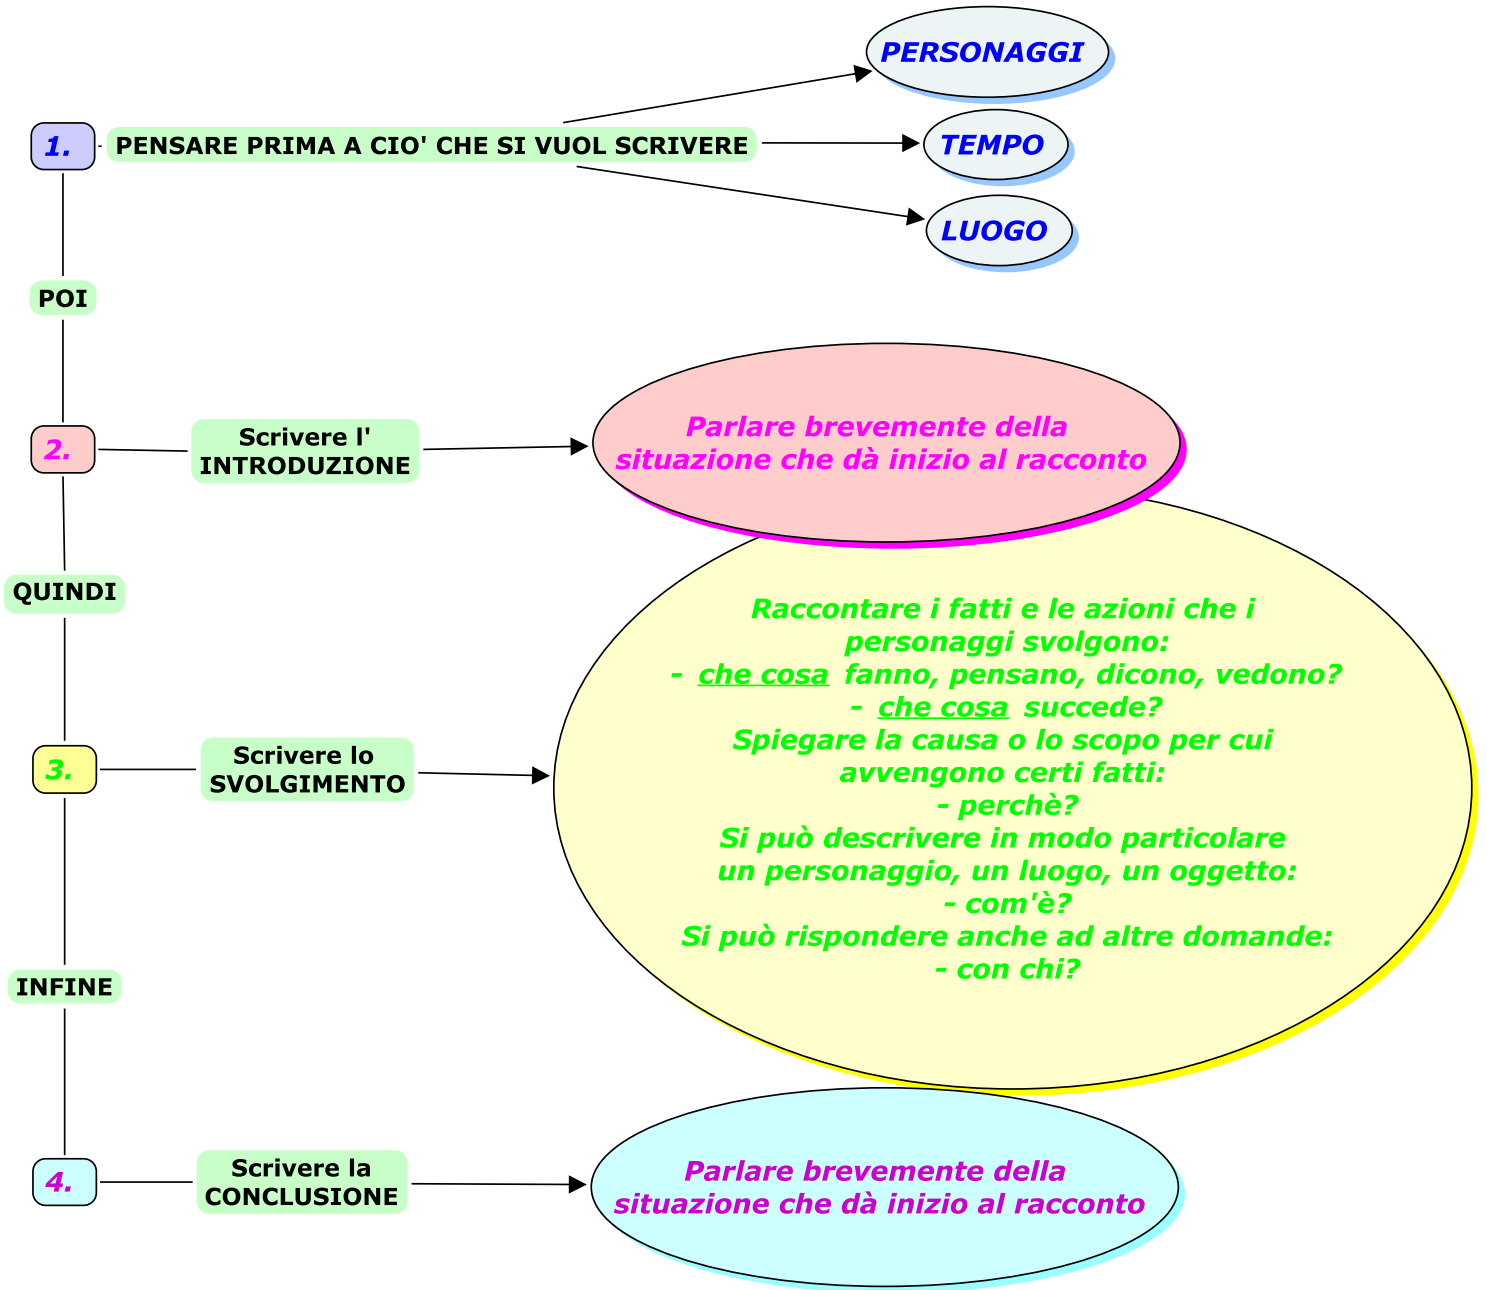 1.
PENSARE PRIMA A CIO' CHE SI VUOL SCRIVERE
PERSONAGGI
TEMPO
LUOGO
POI
2.
Scrivere l'
INTRODUZIONE
Parlare brevemente della
situazione che dà inizio al racconto
QUINDI
3.
Scrivere lo
SVOLGIMENTO
Raccontare i fatti e le azioni che i
personaggi svolgono:
- che cosa fanno, pensano, dicono, vedono?
- che cosa succede?
Spiegare la causa o lo scopo per cui
avvengono certi fatti:
- perchè?
Si può descrivere in modo particolare
un personaggio, un luogo, un oggetto:
- com'è?
Si può rispondere anche ad altre domande:
- con chi?
INFINE
4.
Scrivere la
CONCLUSIONE
Parlare brevemente della
situazione che dà inizio al racconto